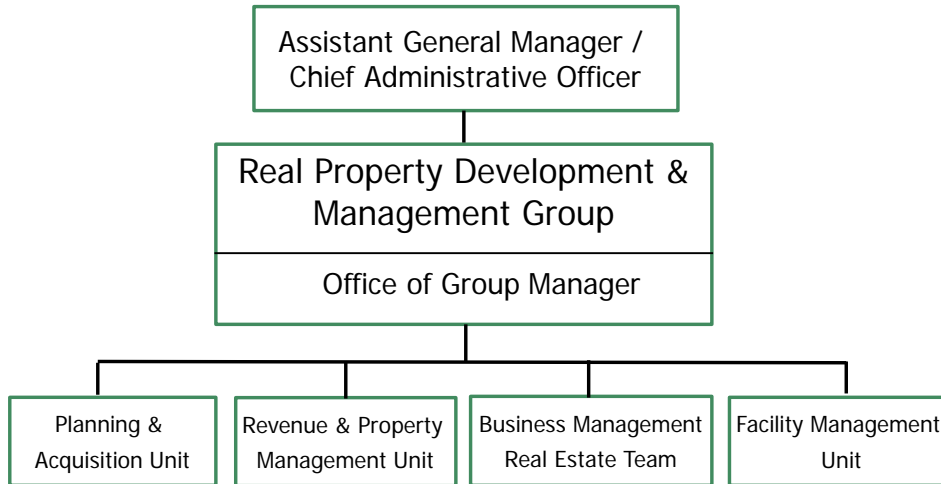 Assistant General Manager /
Chief Administrative Officer
Real Property Development &
Management Group
Office of Group Manager
Planning &
Acquisition Unit
Revenue & Property
Management Unit
Business Management
Real Estate Team
Facility Management
Unit